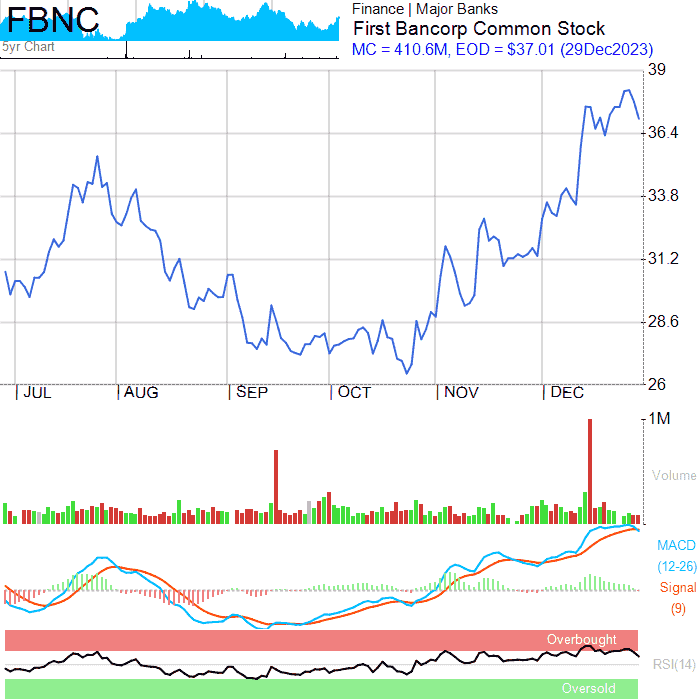 FBNC
5yr Chart
Finance | Major Banks
First Bancorp Common Stock
MC = 410.6M, EOD = $37.01 (29Dec2023)
39
36.4
33.8
31.2
28.6
26
JUL AUG SEP OCT NOV DEC
1M
Volume
MACD
(12-26)
Signal
(9)
Overbought
RSI(14)
Oversold